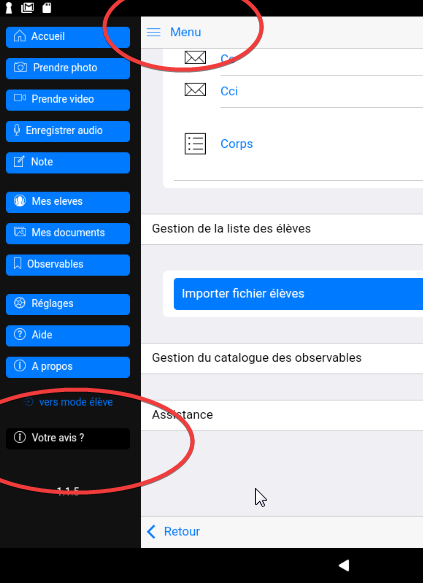 Accueil
Prendre photo
Prendre video
Enregistrer audio
Note
Mes eleves
Mes documents
Observables
Réglages
Aide
A propos
vers mode élève
Votre avis ?
1.1.5
Menu
Cci
Corps
Gestion de la liste des élèves
Importer fichier élèves
Gestion du catalogue des observables
Assistance
Retour